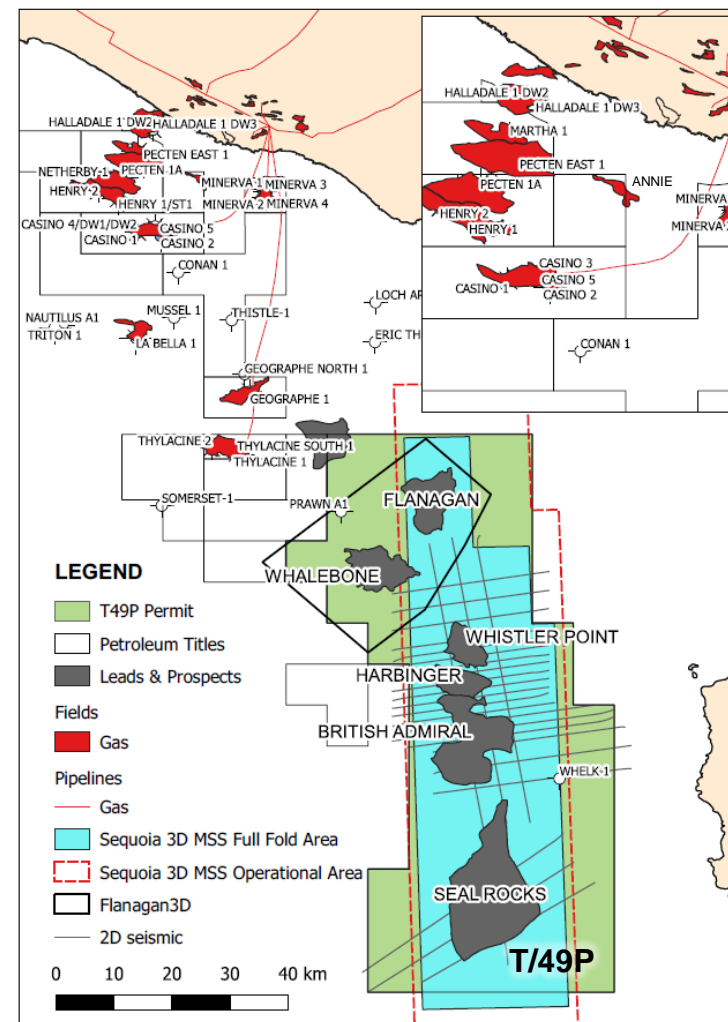 HALLADALE 1 DW2
HALLADALE 1 DW3
PECTEN EAST 1
NETHERBY-1
PECTEN 1A
HENRY 2
MINERVA 1
MINERVA 3
HENRY 1/ST1
MINERVA 2
MINERVA 4
CASINO 4/DW1/DW2
CASINO 5
CASINO 1
CASINO 2
CONAN 1
NAUTILUS A1
MUSSEL 1
THISTLE-1
TRITON 1
LA BELLA 1
LOCH
ERIC
GEOGRAPHE NORTH 1
GEOGRAPHE 1
THYLACINE 2
THYLACINE SOUTH 1
THYLACINE 1
SOMERSET-1
PRAWN A1
HALLADALE 1 DW2
HALLADALE 1 DW3
MARTHA 1
PECTEN EAST 1
PECTEN 1A
ANNIE
HENRY 2
HENRY 1
MINERVA
MINERVA
CASINO 3
CASINO 5
CASINO 1
CASINO 2
CONAN 1
FLANAGAN
WHALEBONE
WHISTLER POINT
HARBINGER
BRITISH ADMIRAL
WHELK-1
SEAL ROCKS
T/49P
LEGEND
T49P Permit
Petroleum Titles
Leads & Prospects
Fields
Gas
Pipelines
Gas
Sequoia 3D MSS Full Fold Area
Sequoia 3D MSS Operational Area
Flanagan3D
2D seismic
0 10 20 30 40 km